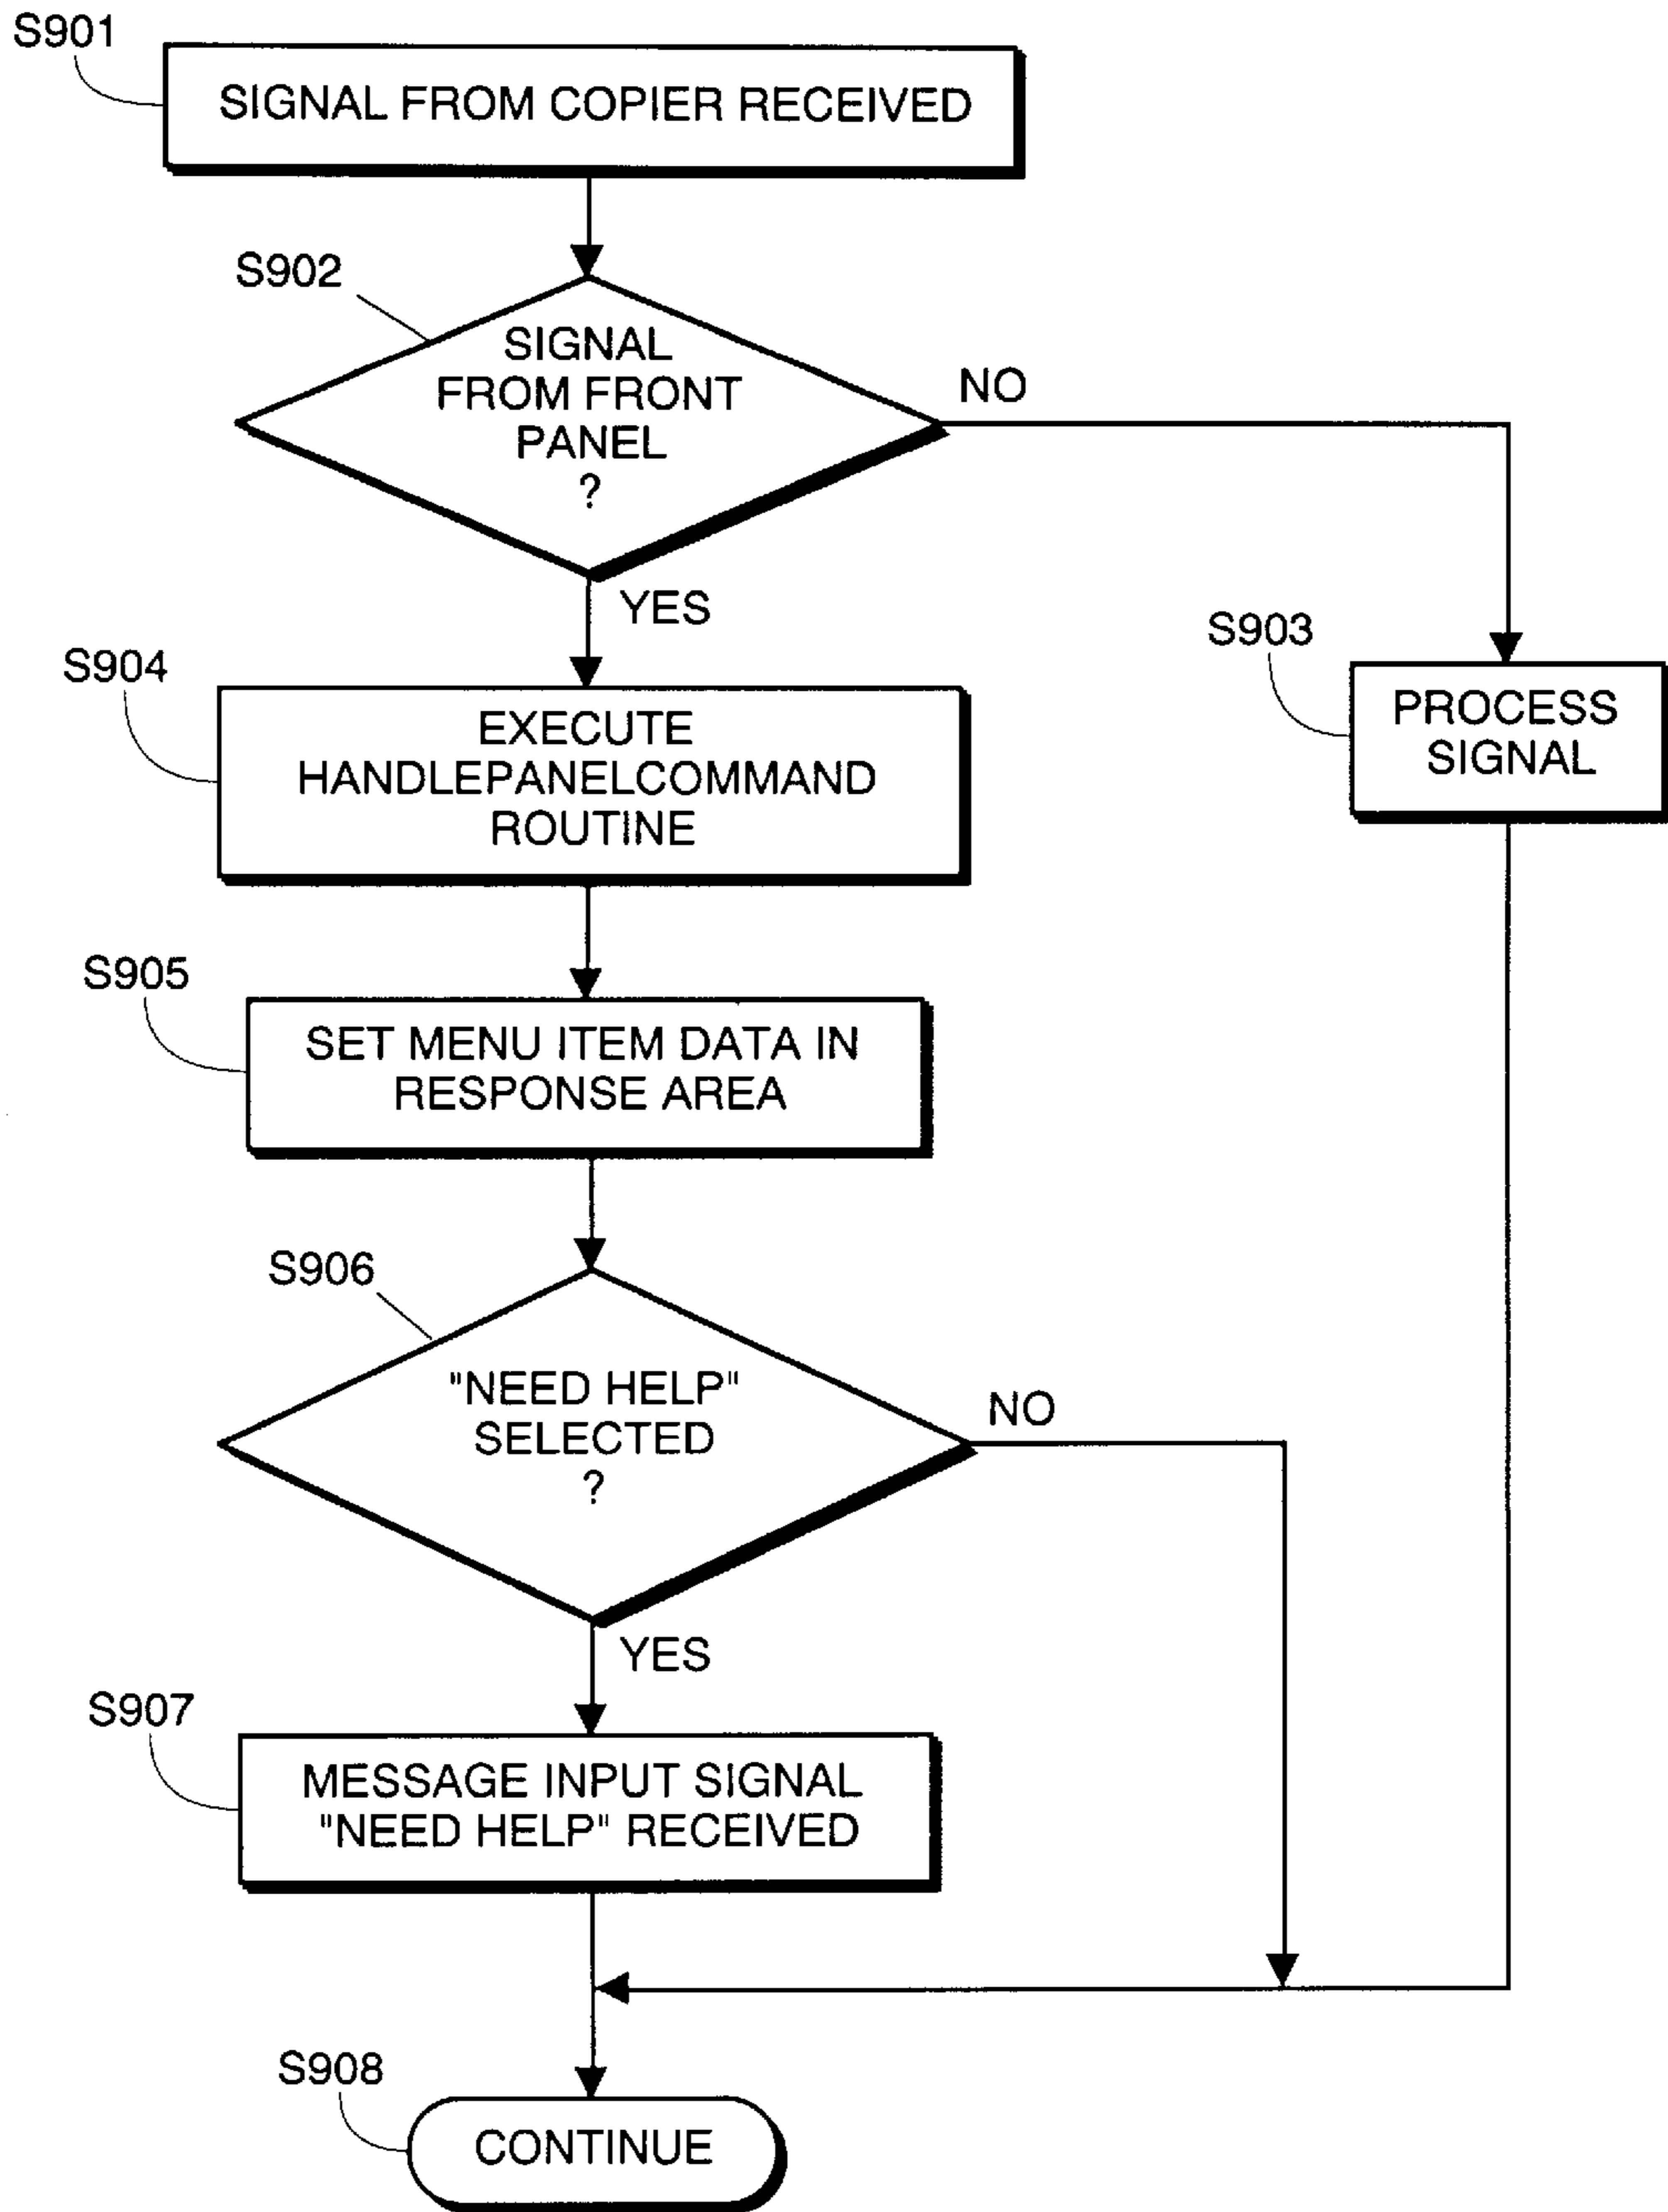 S901
SIGNAL FROM COPIER RECEIVED
S902
SIGNAL
FROM FRONT
PANEL
?
NO
YES
S903
PROCESS
SIGNAL
S904
EXECUTE
HANDLEPANELCOMMAND
ROUTINE
S905
SET MENU ITEM DATA IN
RESPONSE AREA
S906
"NEED HELP"
SELECTED
?
NO
YES
S907
MESSAGE INPUT SIGNAL
"NEED HELP" RECEIVED
S908
CONTINUE